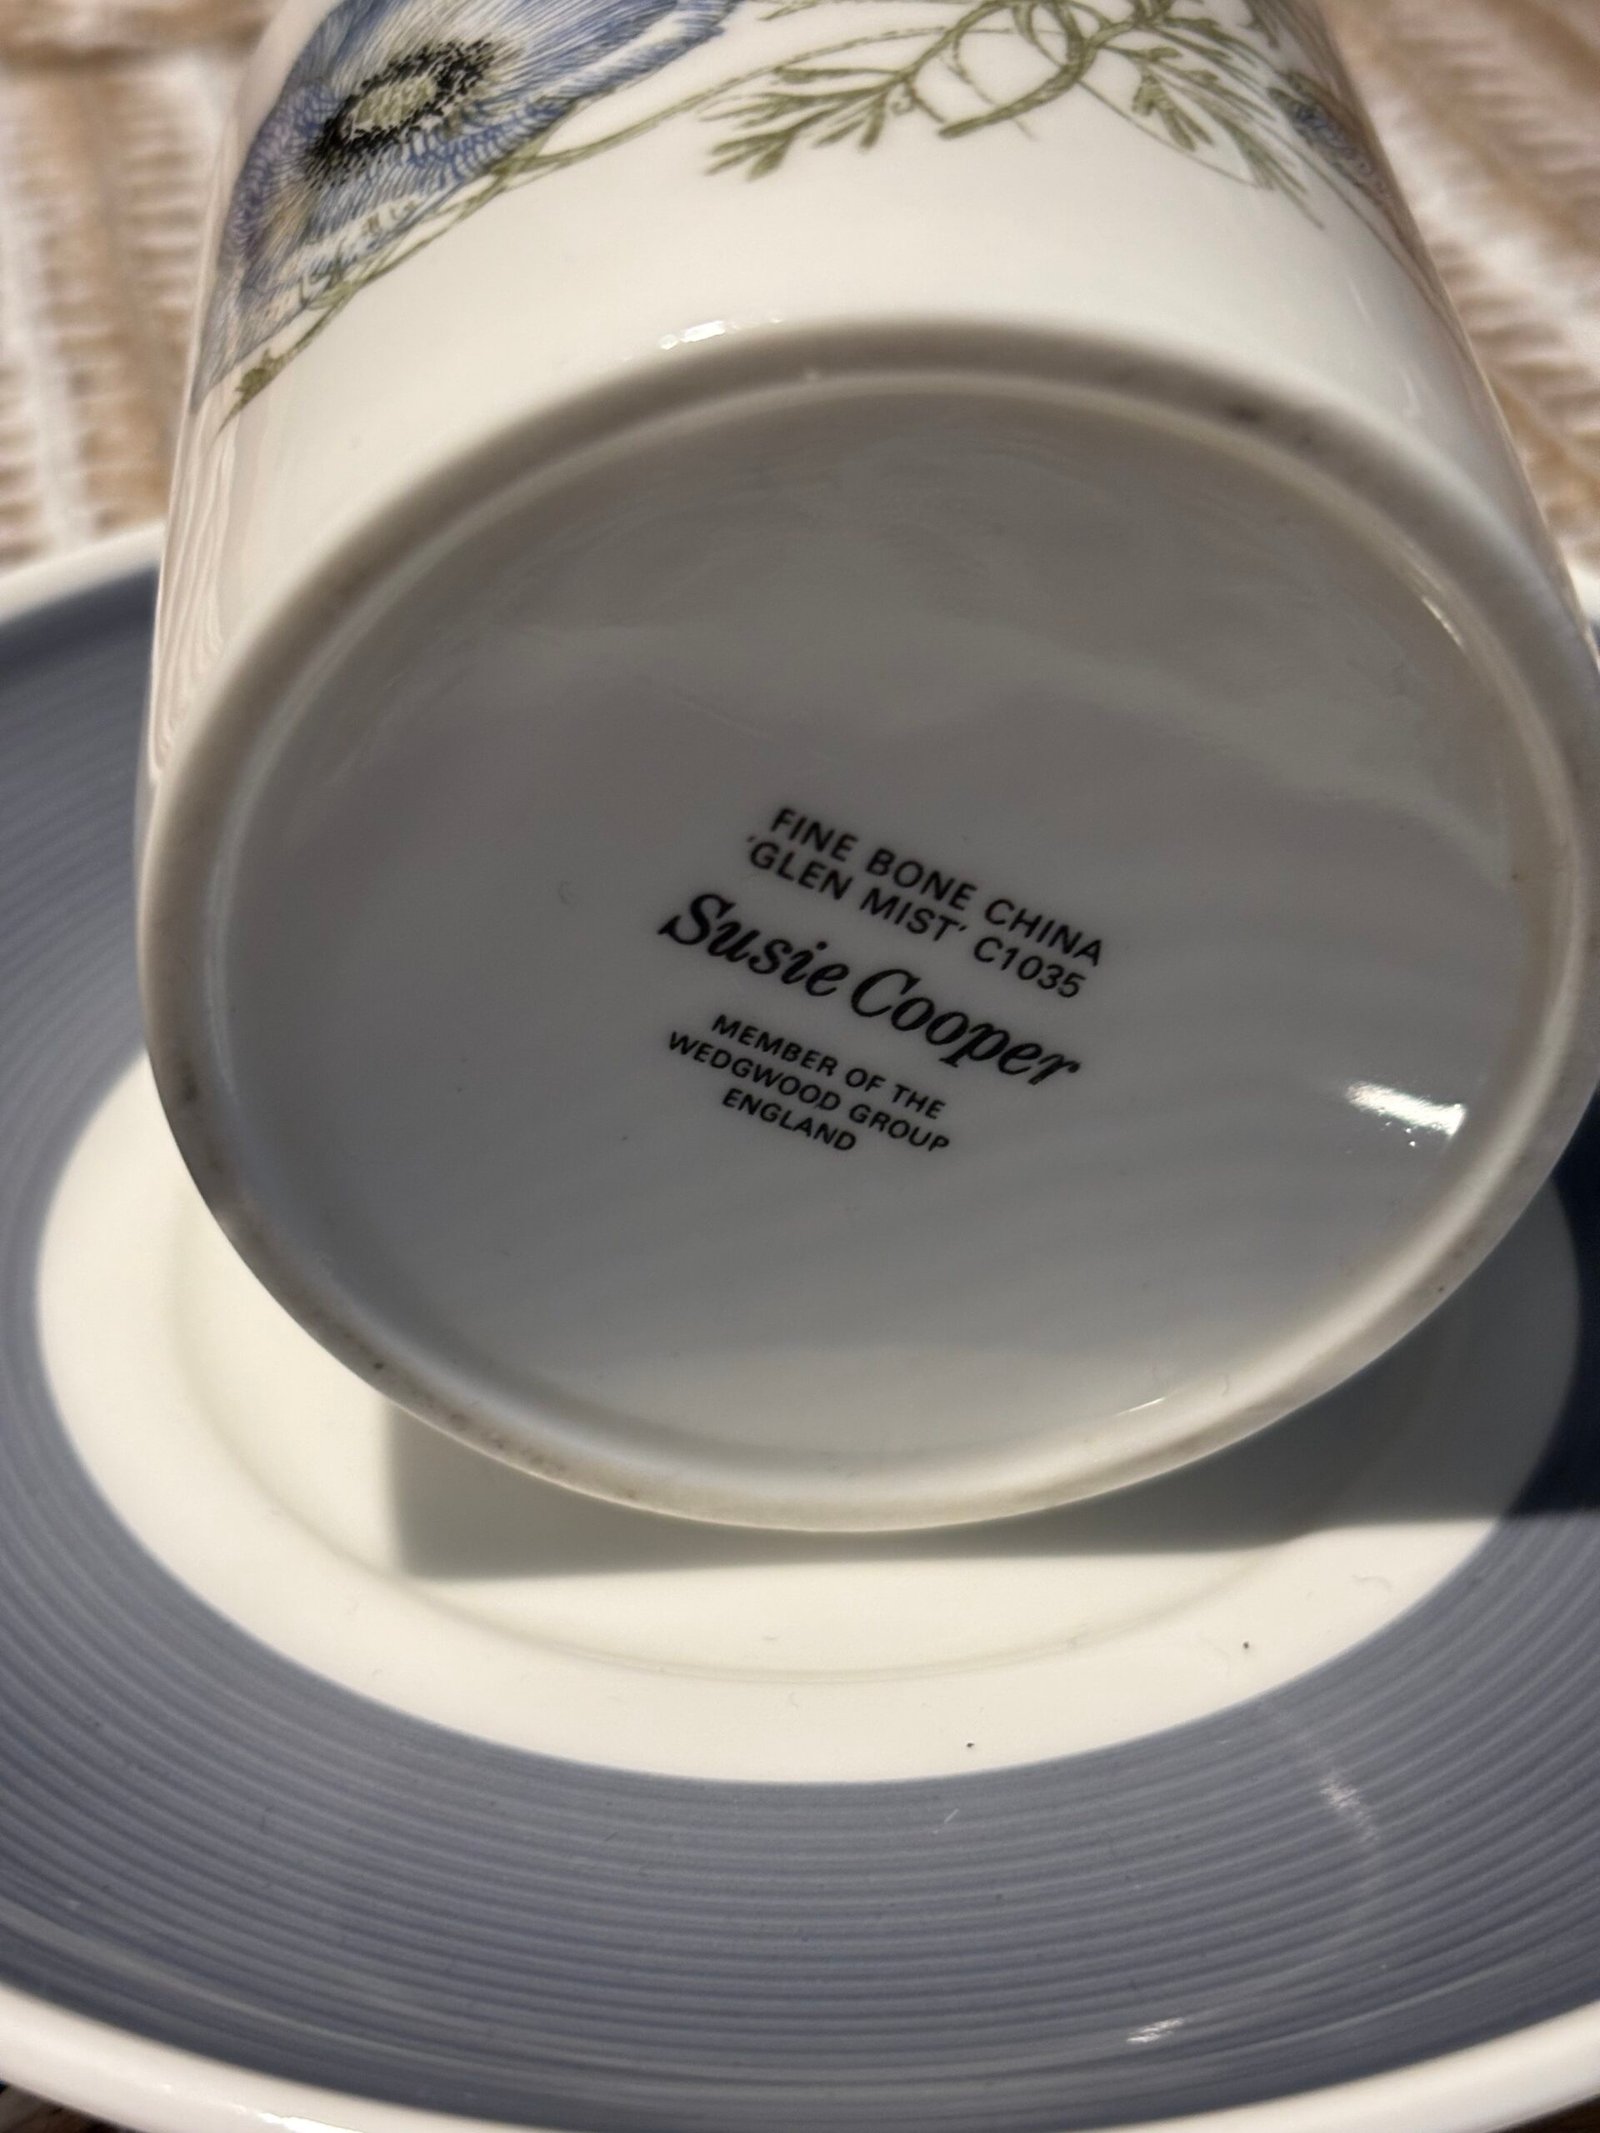 FINE BONE CHINA
'GLEN MIST' C1035
Susie Cooper
MEMBER OF THE
WEDGWOOD GROUP
ENGLAND